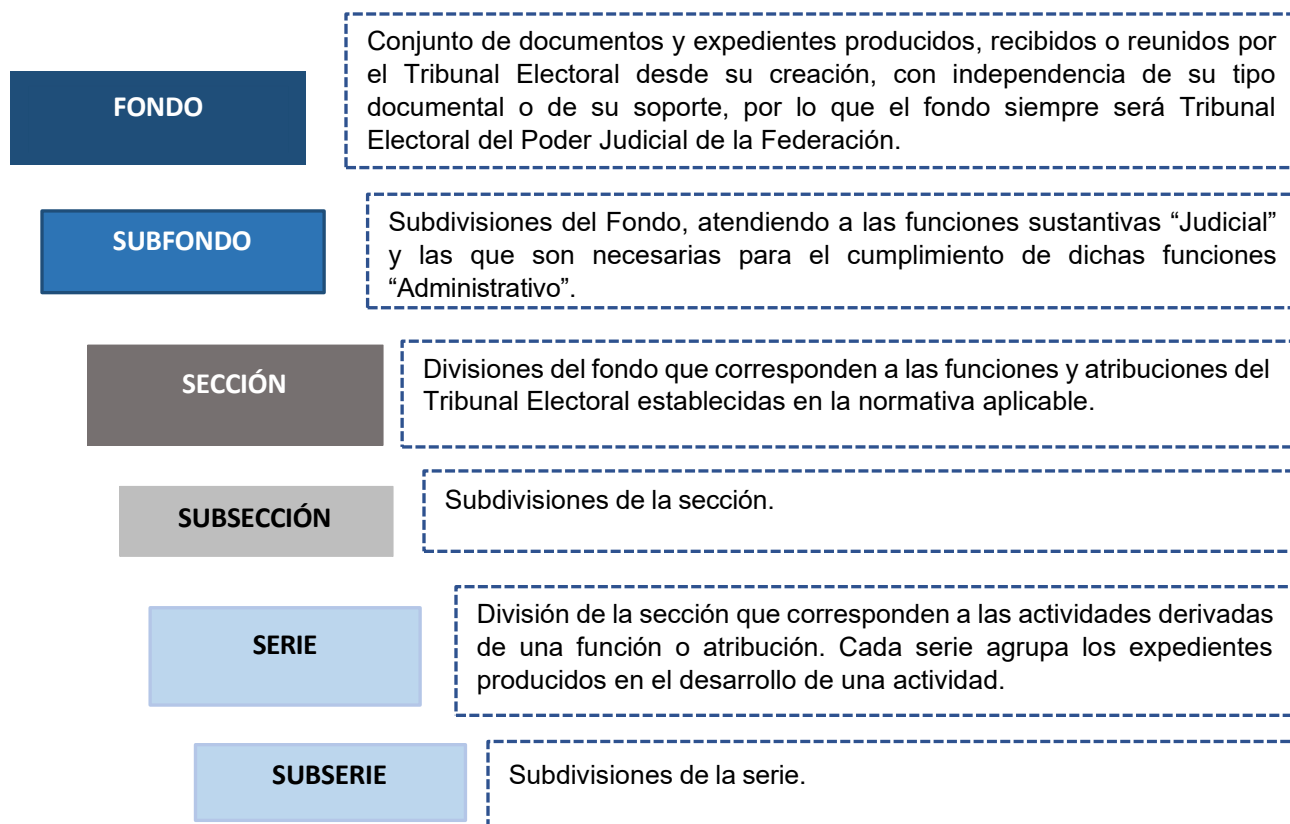 FONDO
Conjunto de documentos y expedientes producidos, recibidos o reunidos por
el Tribunal Electoral desde su creación, con independencia de su tipo
documental o de su soporte, por lo que el fondo siempre será Tribunal
Electoral del Poder Judicial de la Federación.
SUBFONDO
Subdivisiones del Fondo, atendiendo a las funciones sustantivas “Judicial”
y las que son necesarias para el cumplimiento de dichas funciones
“Administrativo”.
SECCIÓN
Divisiones del fondo que corresponden a las funciones y atribuciones del
Tribunal Electoral establecidas en la normativa aplicable.
SUBSECCIÓN
Subdivisiones de la sección.
SERIE
División de la sección que corresponden a las actividades derivadas
de una función o atribución. Cada serie agrupa los expedientes
producidos en el desarrollo de una actividad.
SUBSERIE
Subdivisiones de la serie.